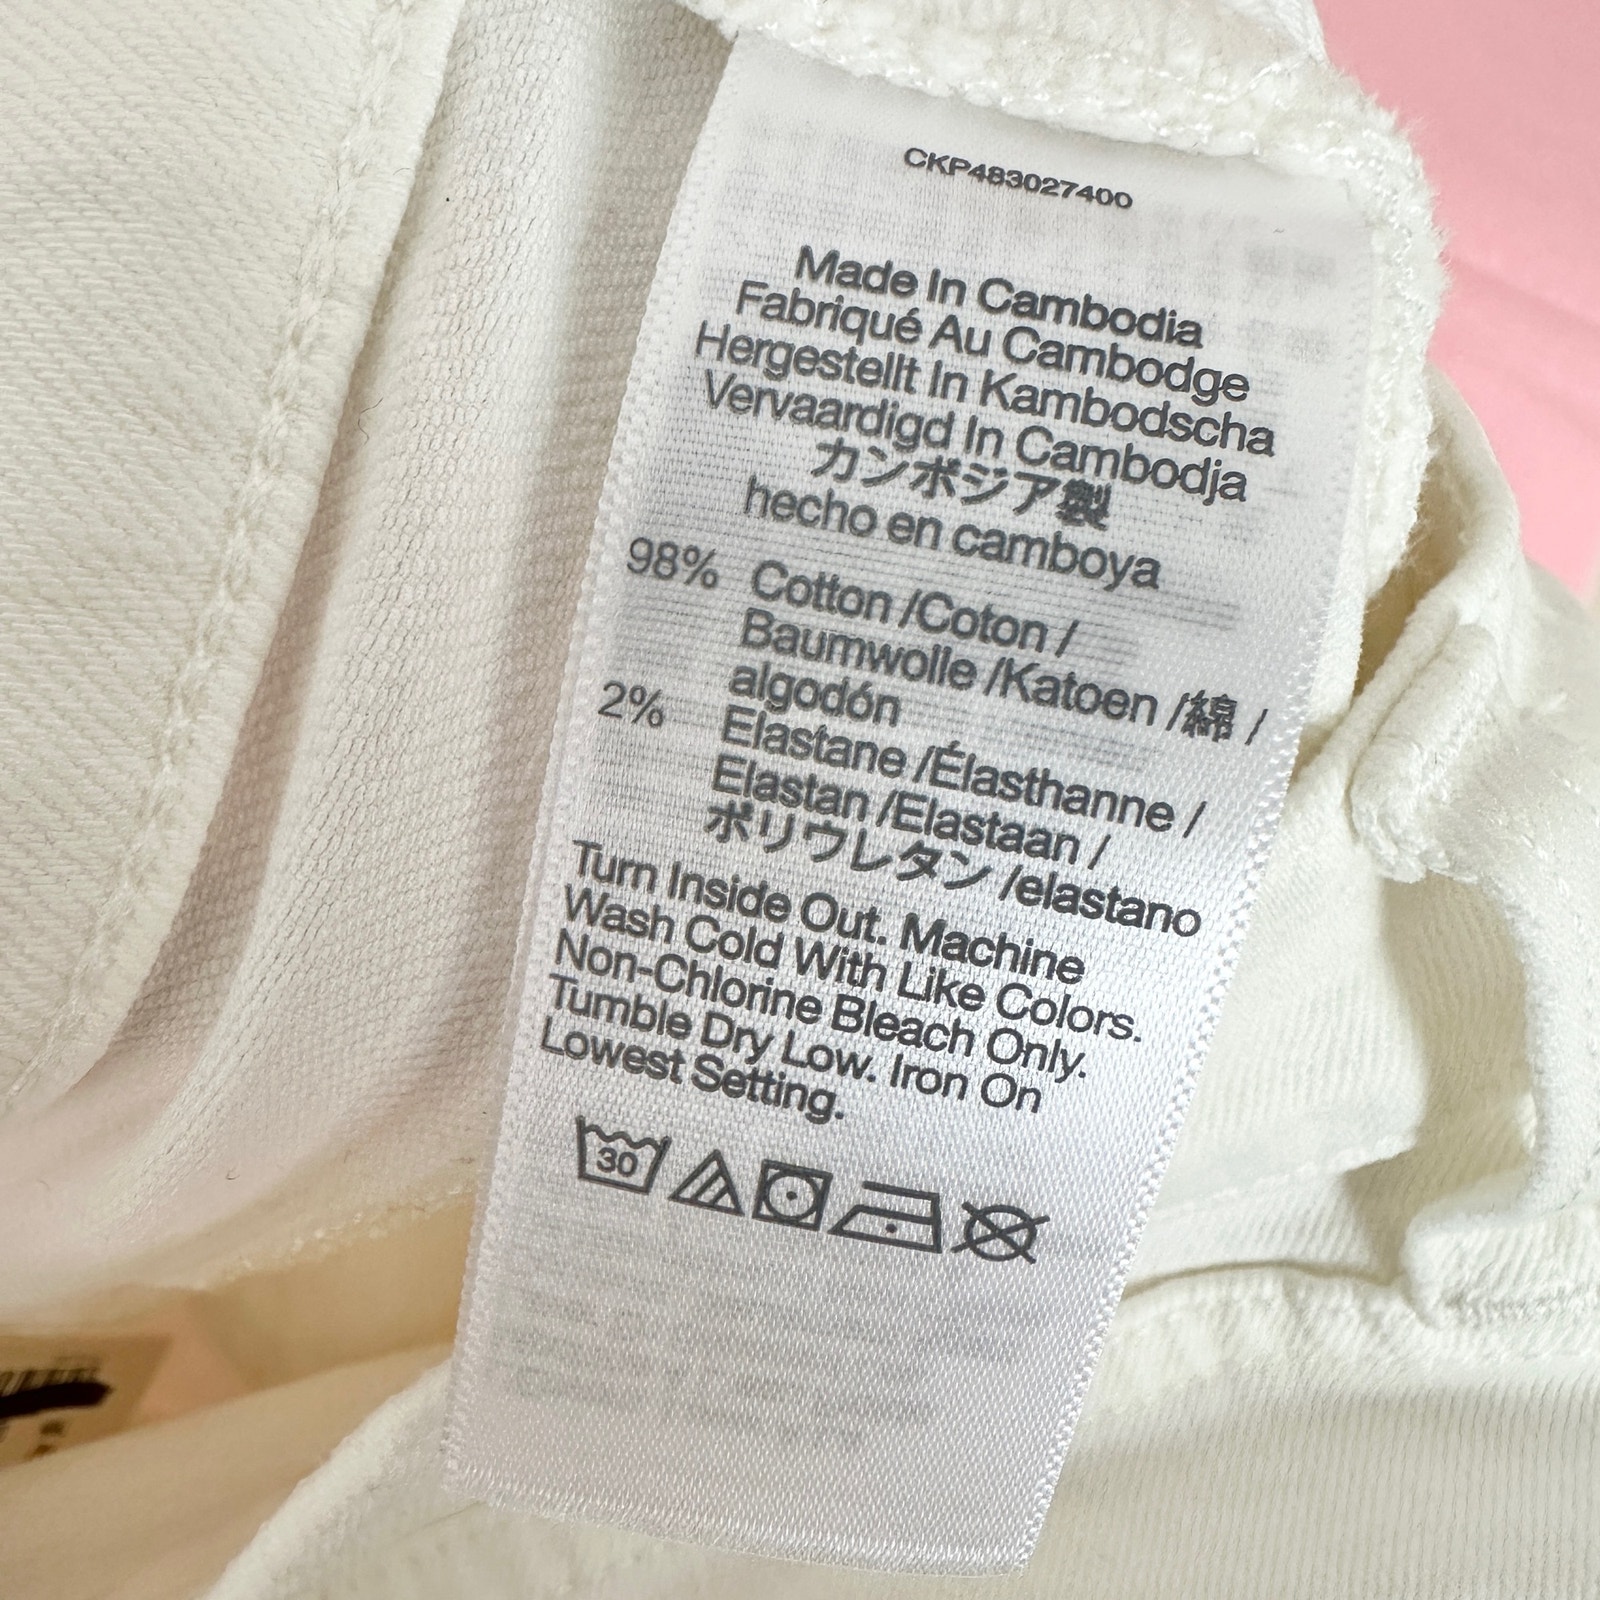 CKP483027400
Made In Cambodia
Fabriqué Au Cambodge
Hergestellt In Kambodscha
Vervaardigd In Cambodja
カンボジア製
hecho en camboya
98% Cotton /Coton /
Baumwolle /Katoen /綿 /
algodón
2% Elastane /Élasthanne /
Elastan /Elastaan /
ポリウレタン /elastano
Turn Inside Out. Machine
Wash Cold With Like Colors.
Non-Chlorine Bleach Only.
Tumble Dry Low. Iron On
Lowest Setting.
30